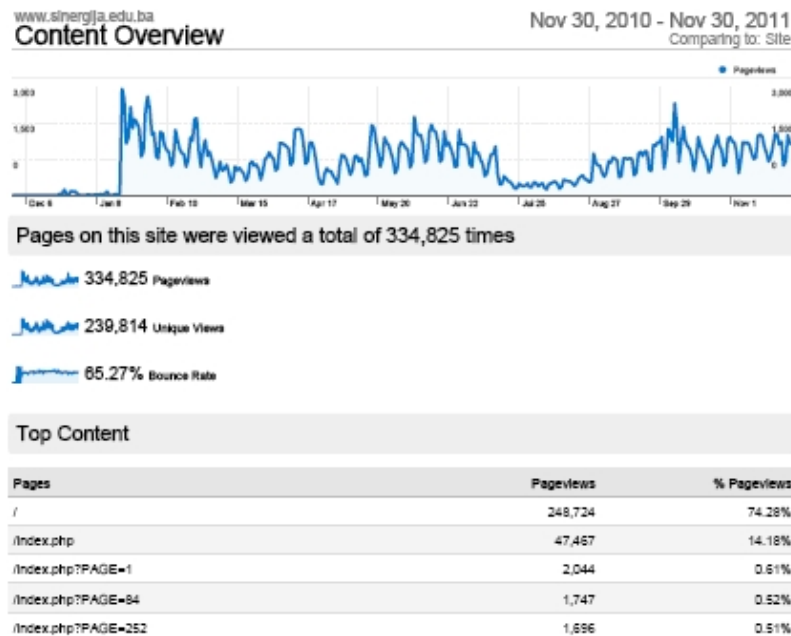 www.sinergija.edu.ba
Content Overview
Nov 30, 2010 - Nov 30, 2011
Comparing to: Site
Pageviews
3,000 3,000
1,500 1,500
0 0
Dec 6 Jan 8 Feb 10 Mar 15 Apr 17 May 20 Jun 22 Jul 25 Aug 27 Sep 29 Nov 1
Pages on this site were viewed a total of 334,825 times
334,825 Pageviews
239,814 Unique Views
65.27% Bounce Rate
Top Content
Pages Pageviews % Pageviews
/ 248,724 74.28%
/index.php 47,467 14.18%
/index.php?PAGE=1 2,044 0.61%
/index.php?PAGE=84 1,747 0.52%
/index.php?PAGE=252 1,696 0.51%